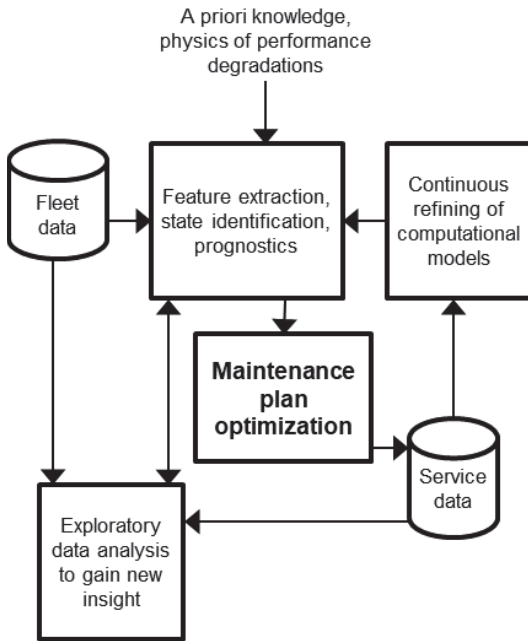 A priori knowledge,
physics of performance
degradations
Fleet
data
Feature extraction,
state identification,
prognostics
Continuous
refining of
computational
models
Maintenance
plan
optimization
Service
data
Exploratory
data analysis
to gain new
insight